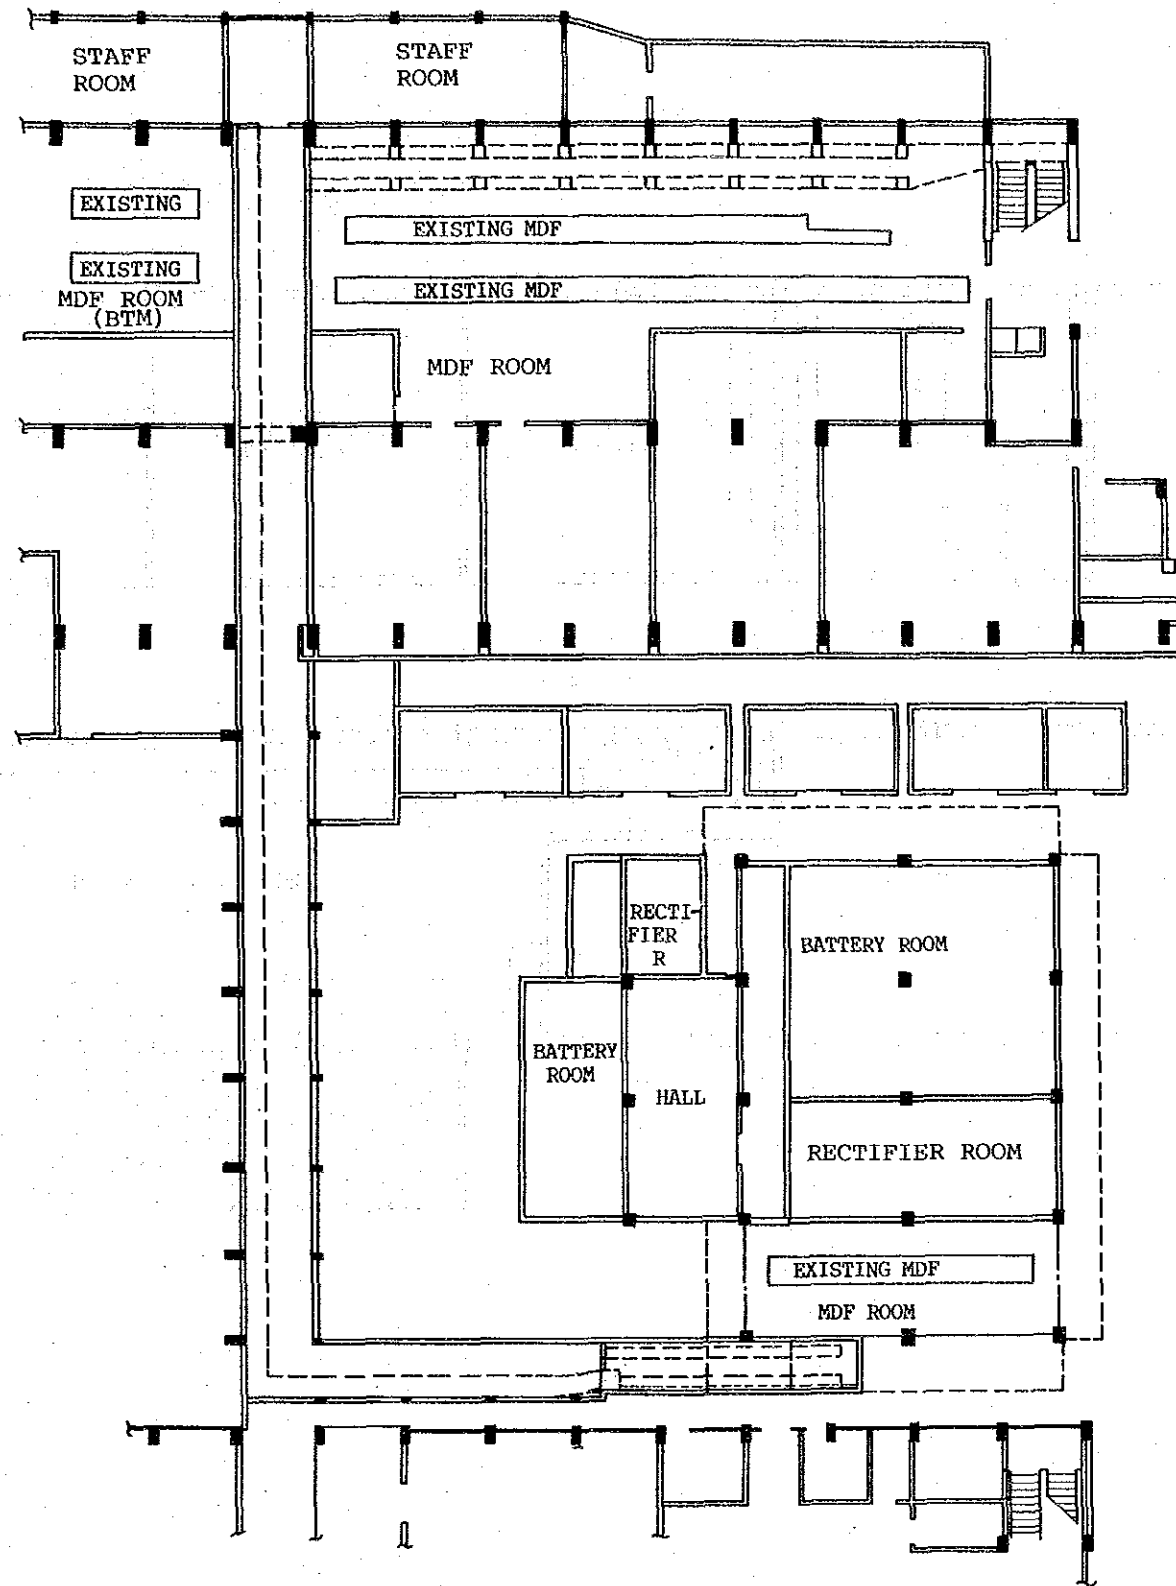 STAFF
ROOM
STAFF
ROOM
EXISTING
EXISTING MDF
EXISTING
MDF ROOM
(BTM)
EXISTING MDF
MDF ROOM
RECTI-
FIER
R
BATTERY ROOM
BATTERY
ROOM
HALL
RECTIFIER ROOM
EXISTING MDF
MDF ROOM